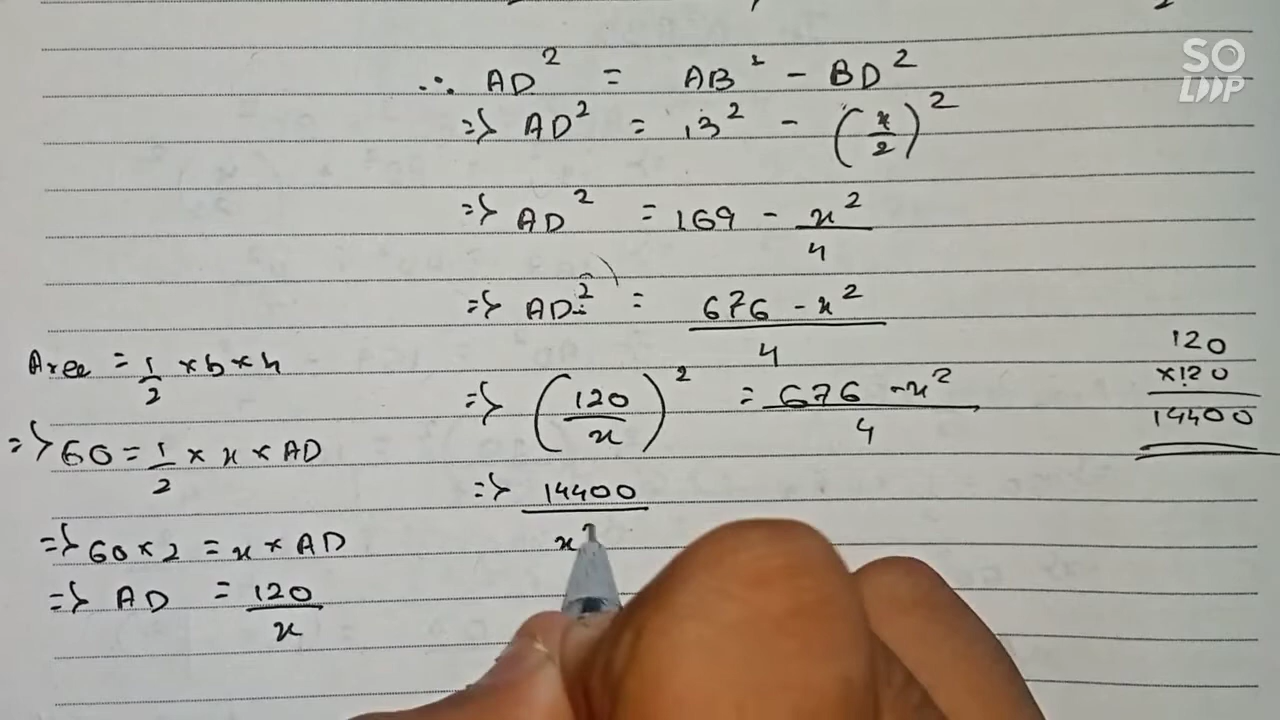 SO
LOOP
∴ AD² = AB² - BD²
=> AD² = 13² - (x/2)²
=> AD² = 169 - x²/4
=> AD² = 676 - x²/4
Area = 1/2 × b × h
=> 60 = 1/2 × x × AD
=> 60 × 2 = x × AD
=> AD = 120/x
=> (120/x)² = 676 - x²/4
=> 14400/x²
120
×120
14400